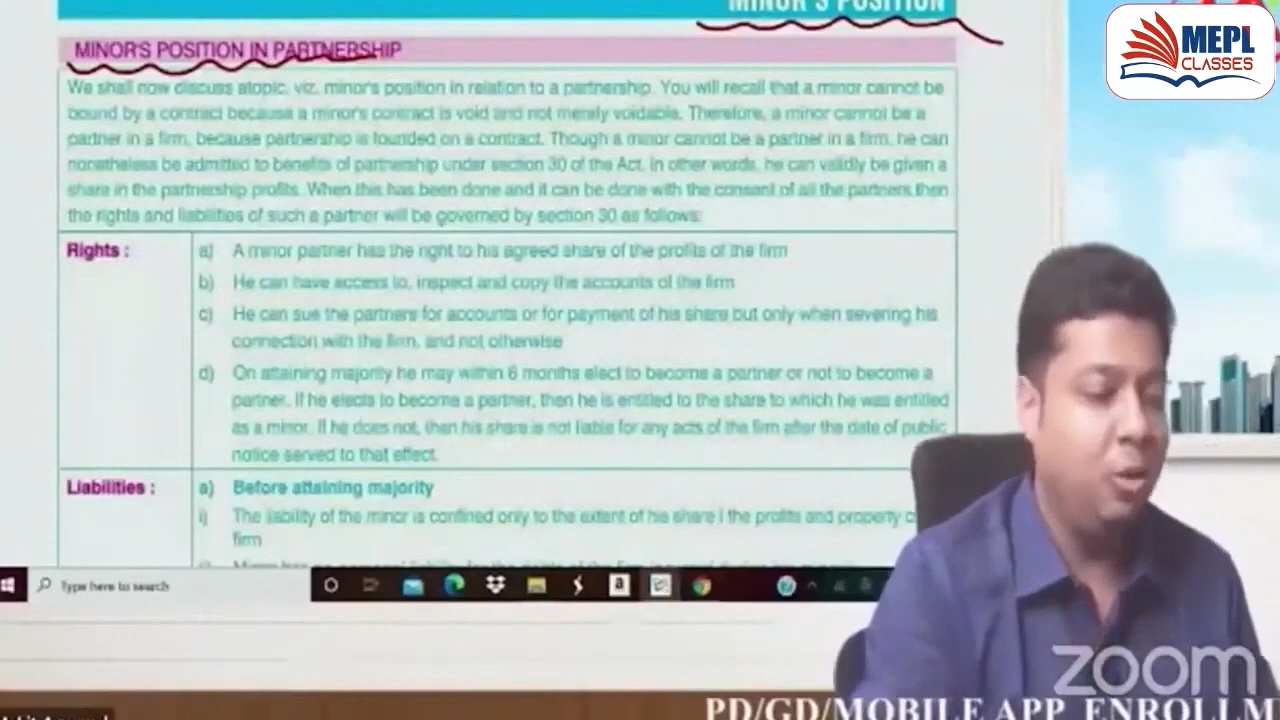 MINOR'S POSITION
MEPL
CLASSES
MINOR'S POSITION IN PARTNERSHIP
We shall now discuss atopic, viz. minor's position in relation to a partnership. You will recall that a minor cannot be
bound by a contract because a minor's contract is void and not merely voidable. Therefore, a minor cannot be a
partner in a firm, because partnership is founded on a contract. Though a minor cannot be a partner in a firm, he can
nonetheless be admitted to benefits of partnership under section 30 of the Act. In other words, he can validly be given a
share in the partnership profits. When this has been done and it can be done with the consent of all the partners then
the rights and liabilities of such a partner will be governed by section 30 as follows:
Rights :
a) A minor partner has the right to his agreed share of the profits of the firm
b) He can have access to, inspect and copy the accounts of the firm
c) He can sue the partners for accounts or for payment of his share but only when severing his
connection with the firm, and not otherwise
d) On attaining majority he may within 6 months elect to become a partner or not to become a
partner. If he elects to become a partner, then he is entitled to the share to which he was entitled
as a minor. If he does not, then his share is not liable for any acts of the firm after the date of public
notice served to that effect.
Liabilities :
a) Before attaining majority
i) The liability of the minor is confined only to the extent of his share I the profits and property
firm
Type here to search
zoom
PD/GD/MOBILE APP ENROLLM